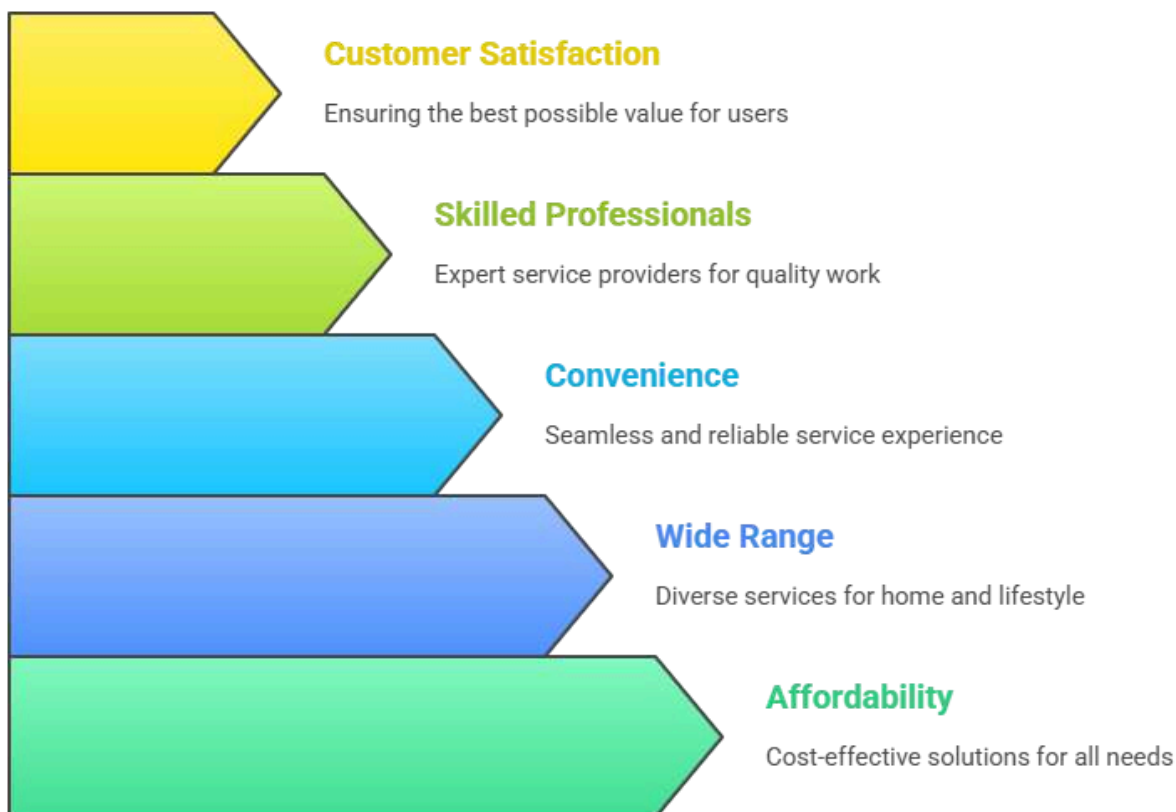 Customer Satisfaction
Ensuring the best possible value for users
Skilled Professionals
Expert service providers for quality work
Convenience
Seamless and reliable service experience
Wide Range
Diverse services for home and lifestyle
Affordability
Cost-effective solutions for all needs